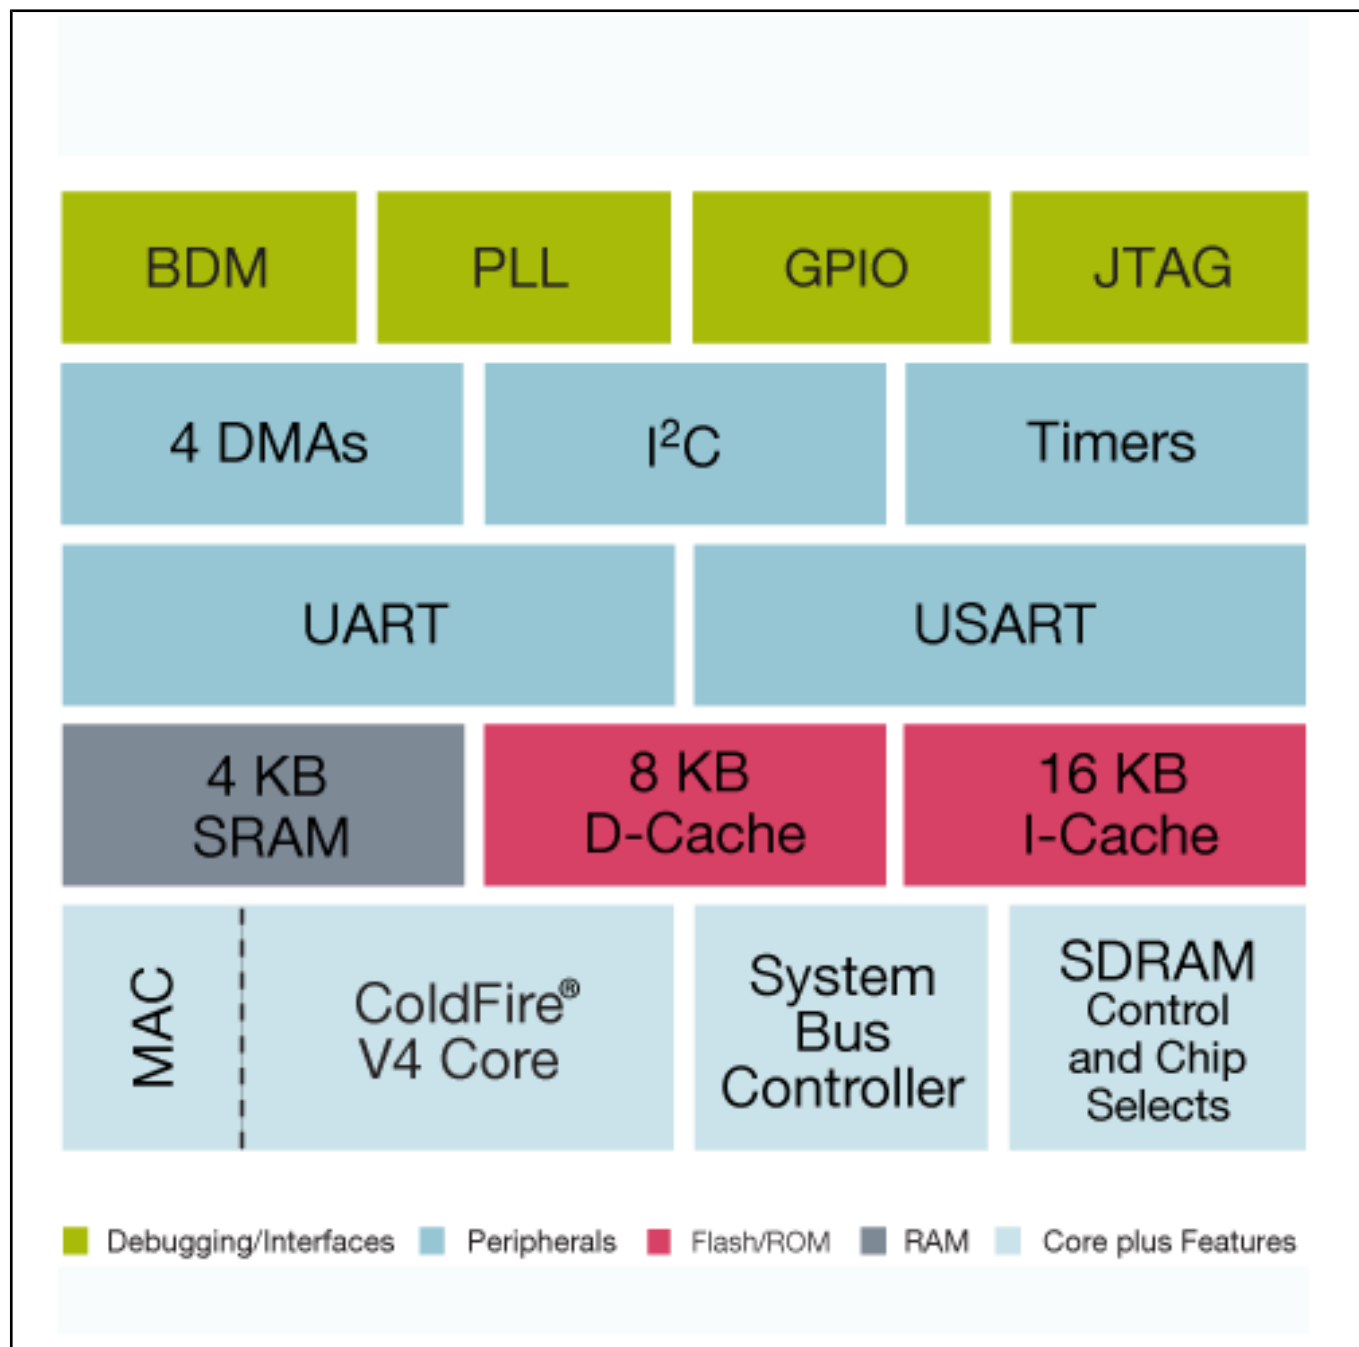 BDM
PLL
GPIO
JTAG
4 DMAs
I²C
Timers
UART
USART
4 KB
SRAM
8 KB
D-Cache
16 KB
I-Cache
MAC
ColdFire®
V4 Core
System
Bus
Controller
SDRAM
Control
and Chip
Selects
Debugging/Interfaces
Peripherals
Flash/ROM
RAM
Core plus Features